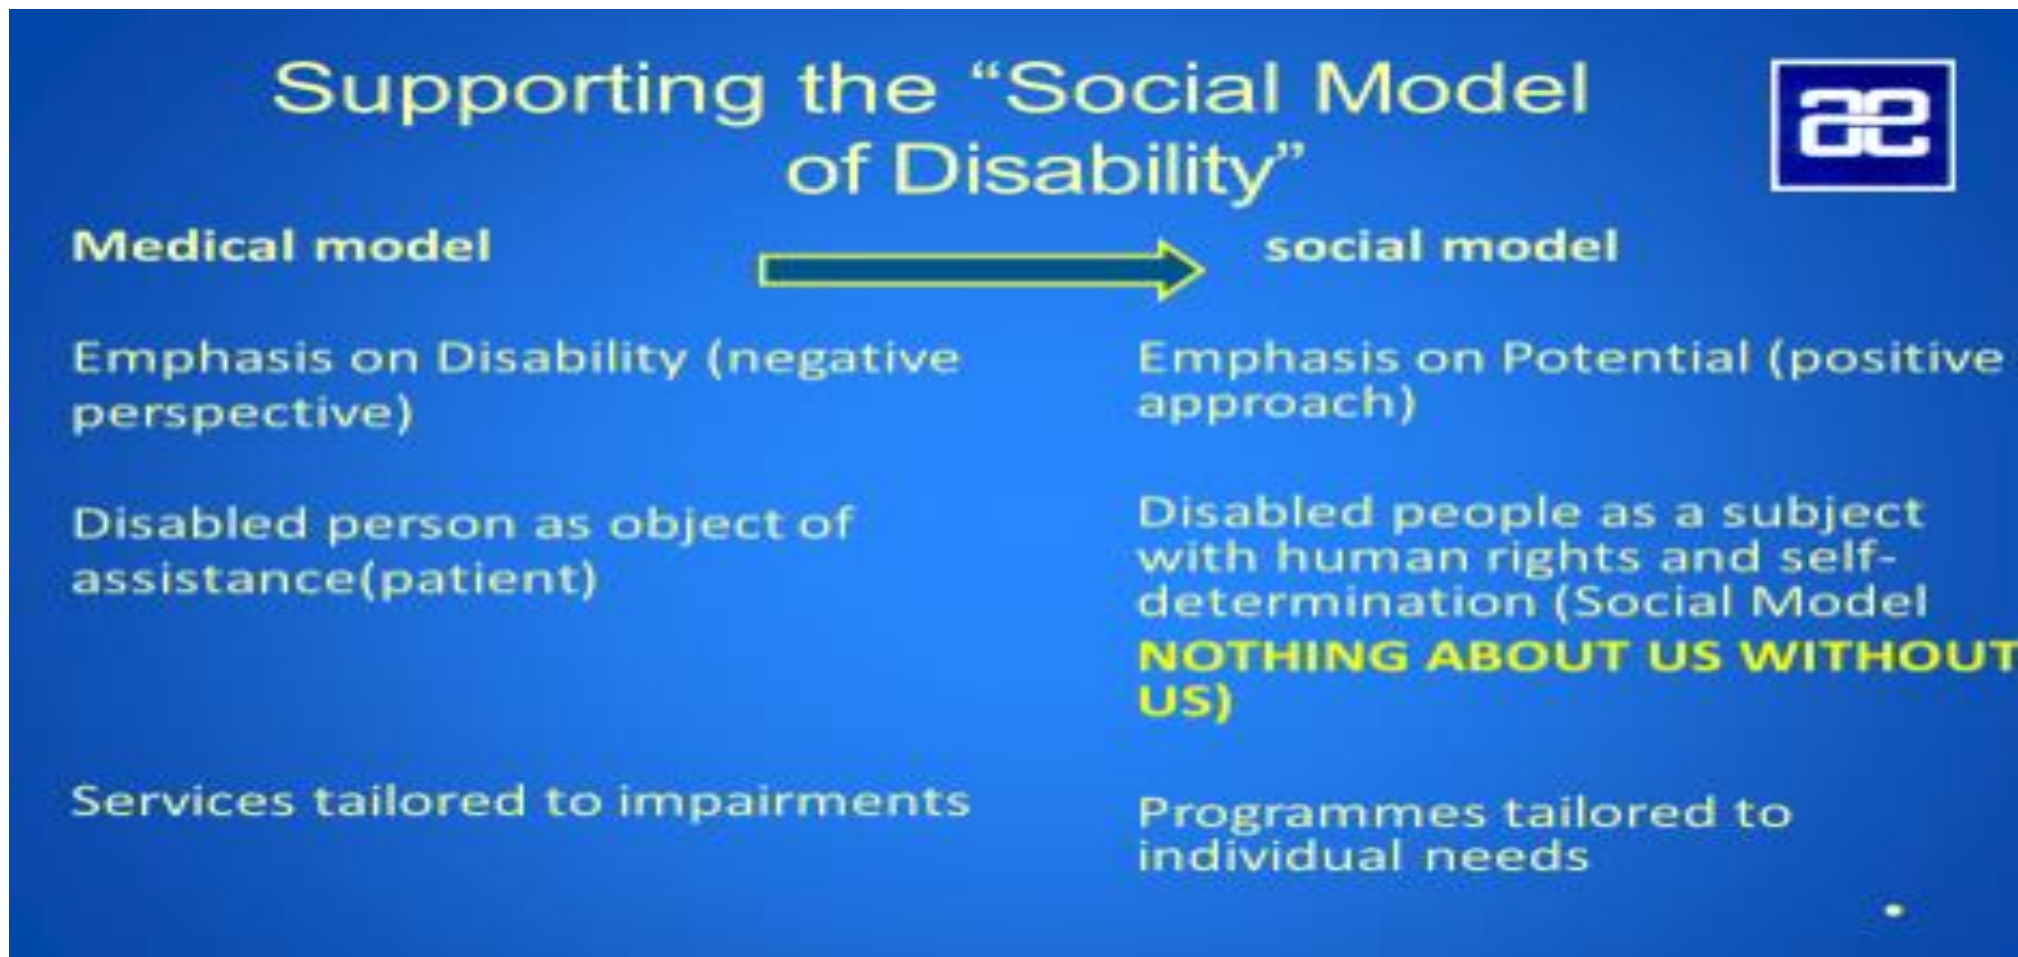 Supporting the “Social Model
of Disability”
Medical model
social model
Emphasis on Disability (negative
perspective)
Emphasis on Potential (positive
approach)
Disabled person as object of
assistance(patient)
Disabled people as a subject
with human rights and self-
determination (Social Model
NOTHING ABOUT US WITHOUT
US)
Services tailored to impairments
Programmes tailored to
individual needs